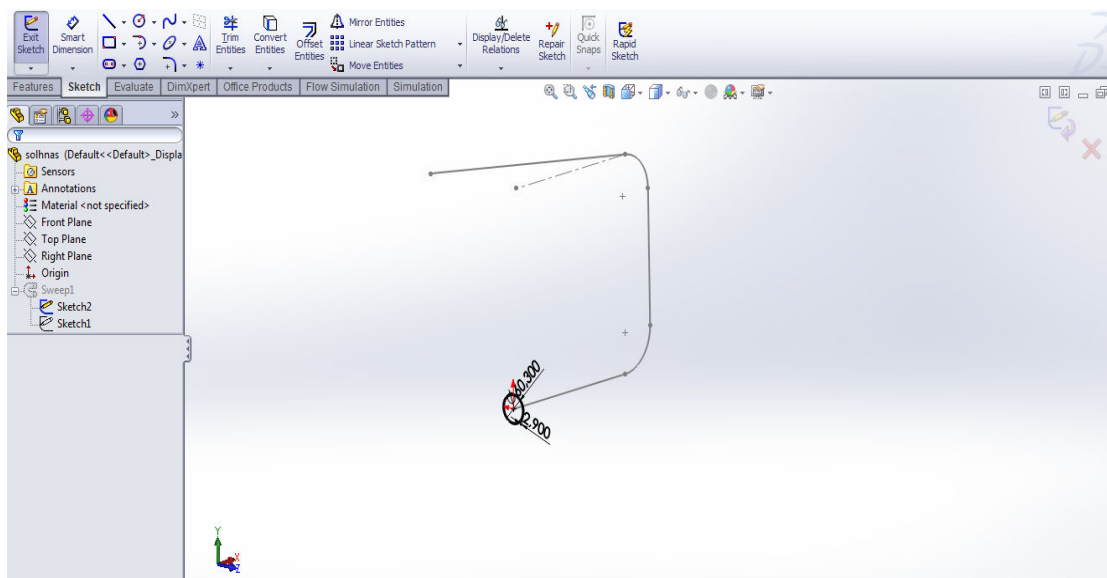 Exit Sketch
Smart Dimension
Trim Entities
Convert Entities
Offset Entities
Mirror Entities
Linear Sketch Pattern
Move Entities
Display/Delete Relations
Repair Sketch
Quick Snaps
Rapid Sketch
Features Sketch Evaluate DimXpert Office Products Flow Simulation Simulation
solhnas (Default<<Default>_Displa
Sensors
Annotations
Material <not specified>
Front Plane
Top Plane
Right Plane
Origin
Sweep1
Sketch2
Sketch1
60,300
2,900
Y
X
Z